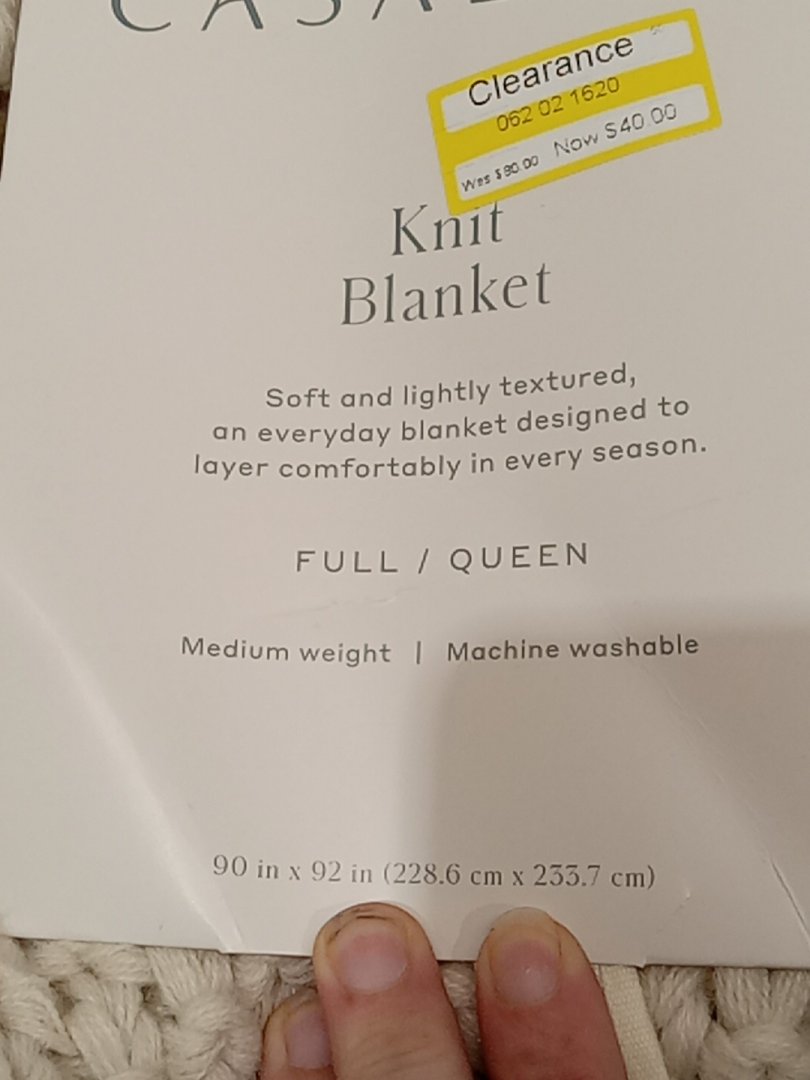 Clearance
062 02 1620
Was $80.00 Now $40.00
Knit
Blanket
Soft and lightly textured,
an everyday blanket designed to
layer comfortably in every season.
FULL / QUEEN
Medium weight | Machine washable
90 in x 92 in (228.6 cm x 233.7 cm)